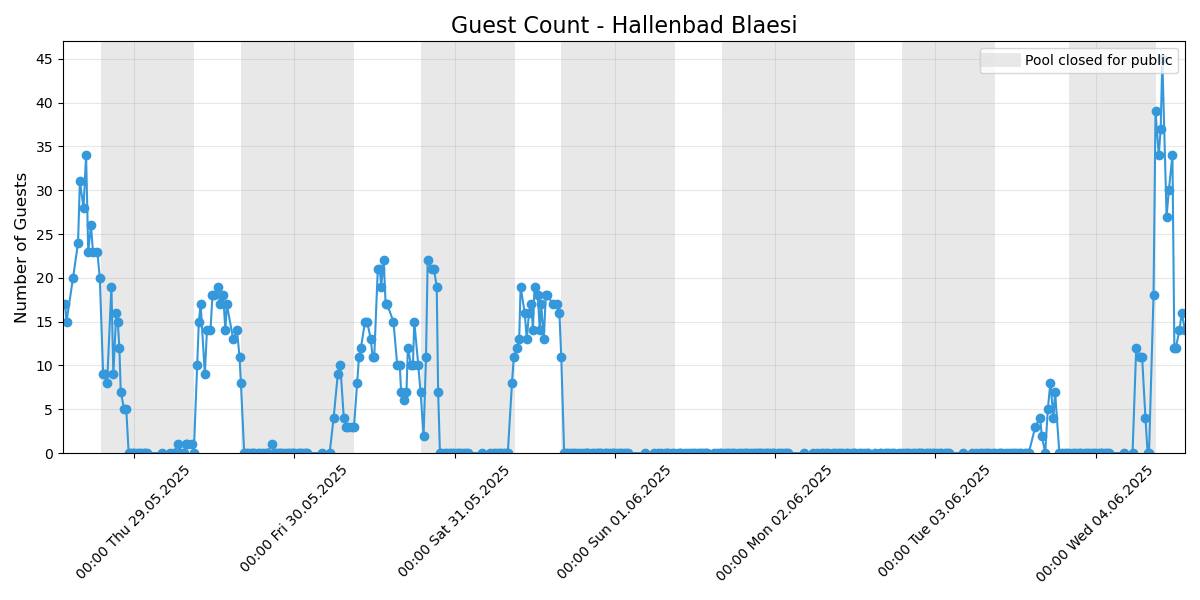 Guest Count - Hallenbad Blaesi
Pool closed for public
Number of Guests
45
40
35
30
25
20
15
10
5
0
00:00 Thu 29.05.2025
00:00 Fri 30.05.2025
00:00 Sat 31.05.2025
00:00 Sun 01.06.2025
00:00 Mon 02.06.2025
00:00 Tue 03.06.2025
00:00 Wed 04.06.2025